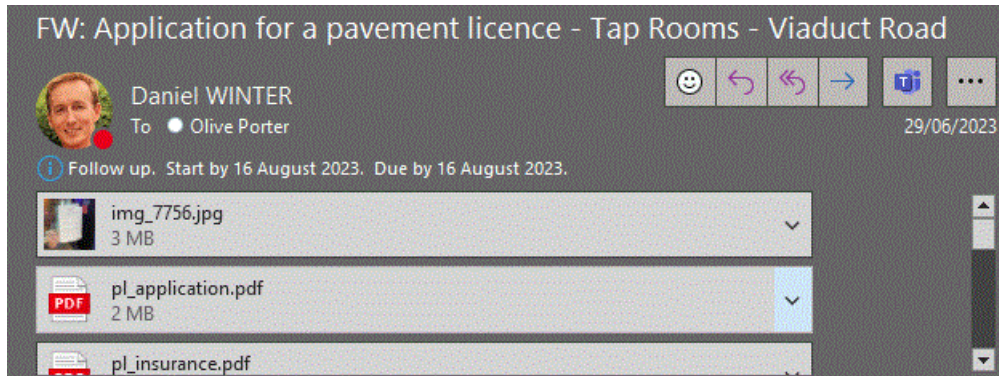 FW: Application for a pavement licence - Tap Rooms - Viaduct Road
Daniel WINTER
To Olive Porter
29/06/2023
Follow up. Start by 16 August 2023. Due by 16 August 2023.
img_7756.jpg
3 MB
PDF
pl_application.pdf
2 MB
PDF
pl_insurance.pdf